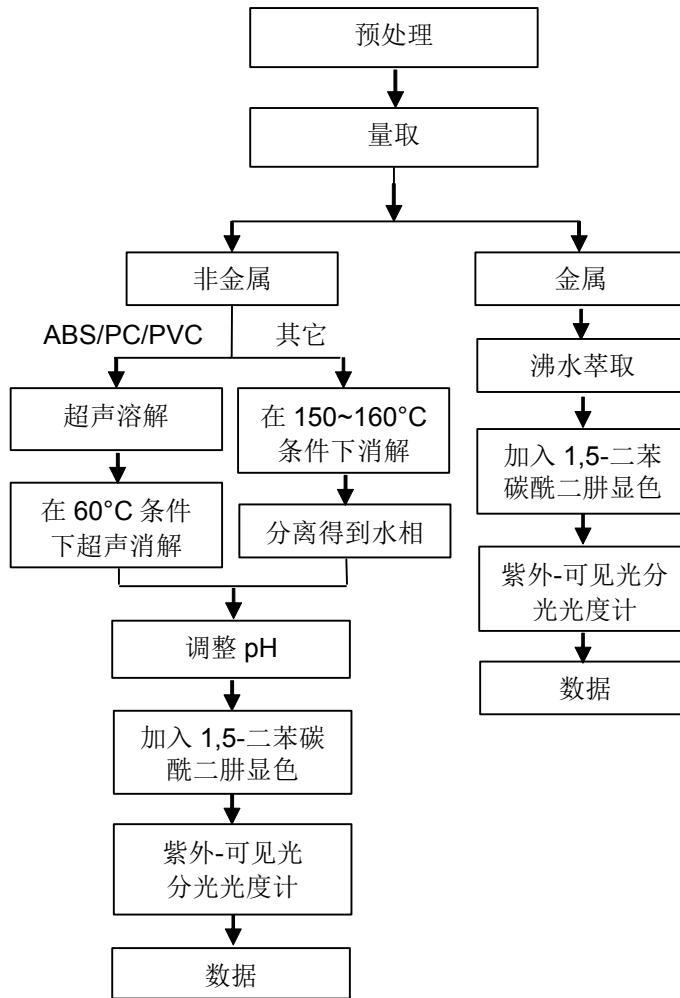 预处理
量取
非金属
金属
ABS/PC/PVC
其它
超声溶解
在 60°C 条件
下超声消解
在 150~160°C
条件下消解
分离得到水相
调整 pH
加入 1,5-二苯碳
酰二肼显色
紫外-可见光
分光光度计
数据
沸水萃取
加入 1,5-二苯
碳酰二肼显色
紫外-可见光分
光光度计
数据